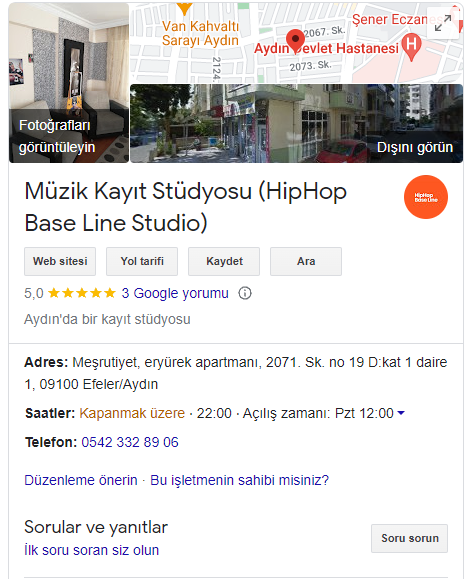 Van Kahvaltı
Sarayı Aydın
Şener Eczane
2067. Sk.
Aydın Devlet Hastanesi
H
2124.
2073. Sk.
Fotoğrafları
görüntüleyin
Dışını görün
Müzik Kayıt Stüdyosu (HipHop
Base Line Studio)
HipHop
Base Line
Web sitesi
Yol tarifi
Kaydet
Ara
5,0 ★★★★★ 3 Google yorumu
Aydın'da bir kayıt stüdyosu
Adres: Meşrutiyet, eryürek apartmanı, 2071. Sk. no 19 D:kat 1 daire
1, 09100 Efeler/Aydın
Saatler: Kapanmak üzere · 22:00 · Açılış zamanı: Pzt 12:00
Telefon: 0542 332 89 06
Düzenleme önerin · Bu işletmenin sahibi misiniz?
Sorular ve yanıtlar
Soru sorun
İlk soru soran siz olun